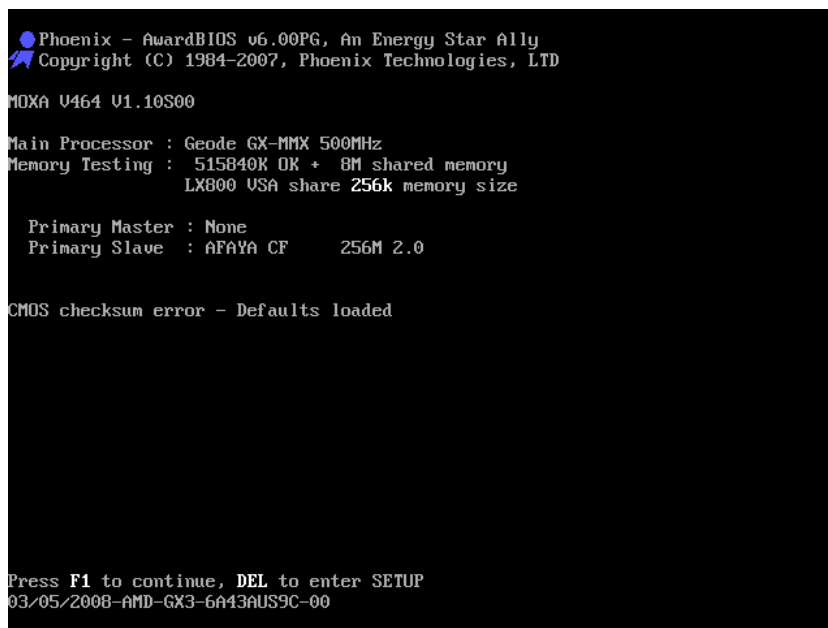 Phoenix - AwardBIOS v6.00PG, An Energy Star Ally
Copyright (C) 1984-2007, Phoenix Technologies, LTD
MOXA V464 V1.10S00
Main Processor : Geode GX-MMX 500MHz
Memory Testing : 515840K OK + 8M shared memory
LX800 VSA share 256k memory size
Primary Master : None
Primary Slave : AFAYA CF 256M 2.0
CMOS checksum error - Defaults loaded
Press F1 to continue, DEL to enter SETUP
03/05/2008-AMD-GX3-6A43AUS9C-00